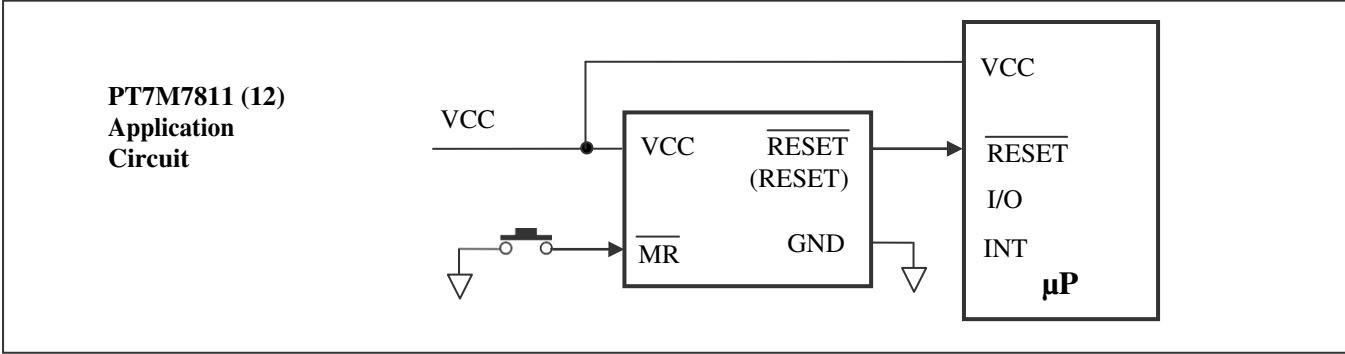 PT7M7811 (12)
Application
Circuit
VCC
VCC
RESET
(RESET)
MR
GND
VCC
RESET
I/O
INT
µP